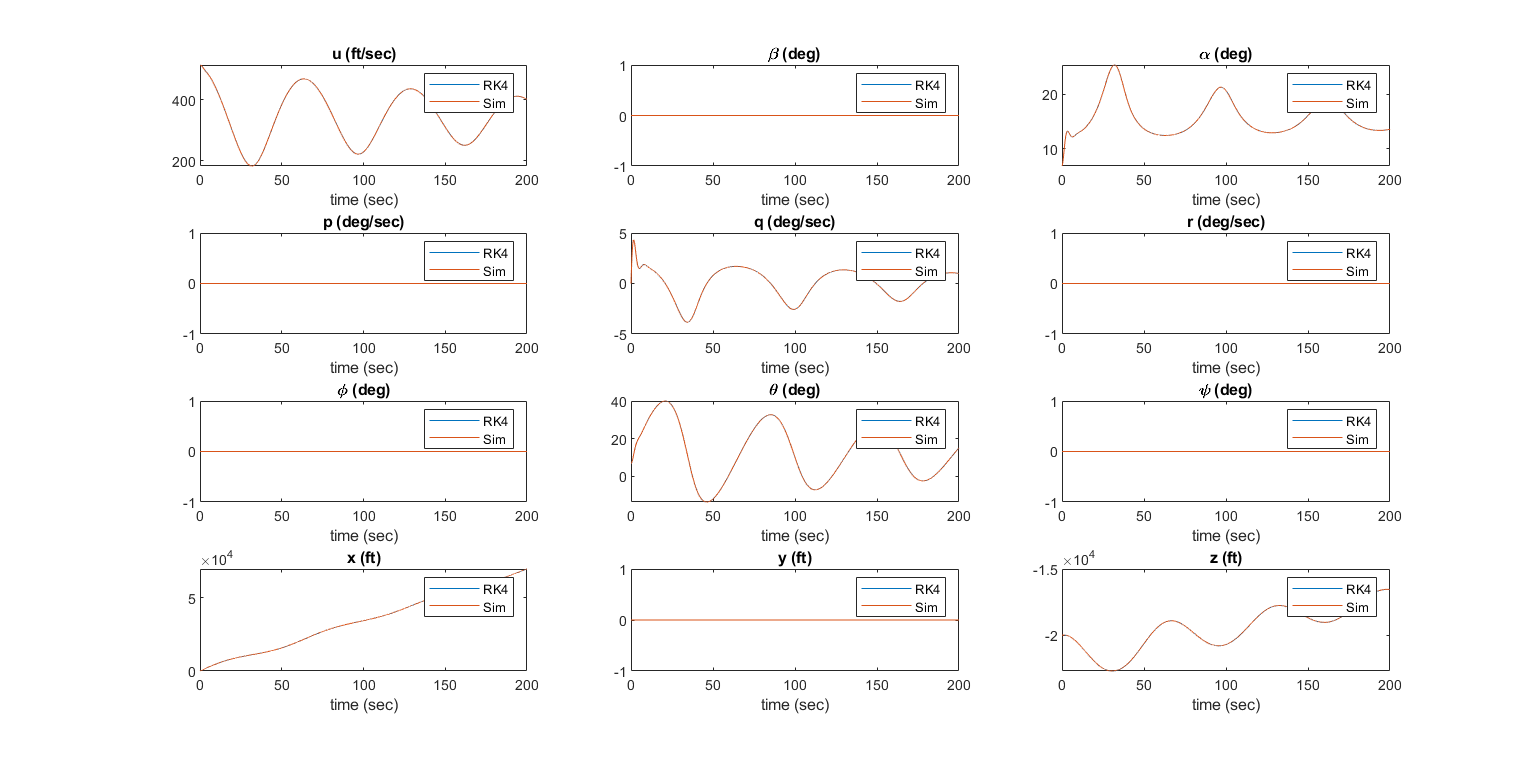 u (ft/sec)
RK4
Sim
400
200
0 50 100 150 200
time (sec)
β (deg)
RK4
Sim
1
0
-1
0 50 100 150 200
time (sec)
α (deg)
RK4
Sim
20
10
0 50 100 150 200
time (sec)
p (deg/sec)
RK4
Sim
1
0
-1
0 50 100 150 200
time (sec)
q (deg/sec)
RK4
Sim
5
0
-5
0 50 100 150 200
time (sec)
r (deg/sec)
RK4
Sim
1
0
-1
0 50 100 150 200
time (sec)
ϕ (deg)
RK4
Sim
1
0
-1
0 50 100 150 200
time (sec)
θ (deg)
RK4
Sim
40
20
0
0 50 100 150 200
time (sec)
ψ (deg)
RK4
Sim
1
0
-1
0 50 100 150 200
time (sec)
×10⁴
x (ft)
RK4
Sim
5
0
0 50 100 150 200
time (sec)
y (ft)
RK4
Sim
1
0
-1
0 50 100 150 200
time (sec)
×10⁴
z (ft)
RK4
Sim
-1.5
-2
0 50 100 150 200
time (sec)